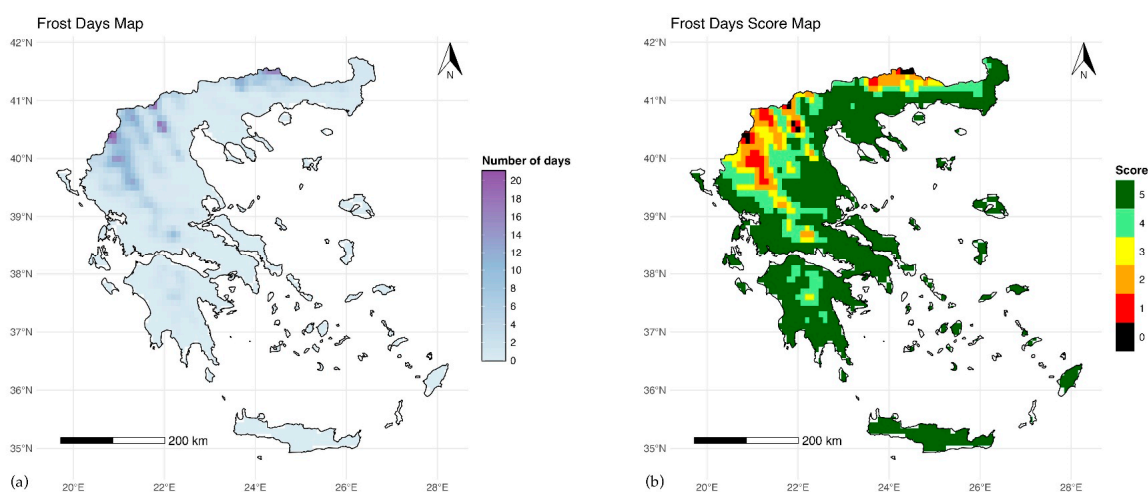 Frost Days Map
42°N
41°N
40°N
39°N
38°N
37°N
36°N
35°N
20°E
22°E
24°E
26°E
28°E
N
200 km
Number of days
20
18
16
14
12
10
8
6
4
2
0
(a)
Frost Days Score Map
42°N
41°N
40°N
39°N
38°N
37°N
36°N
35°N
20°E
22°E
24°E
26°E
28°E
N
200 km
Score
5
4
3
2
1
0
(b)